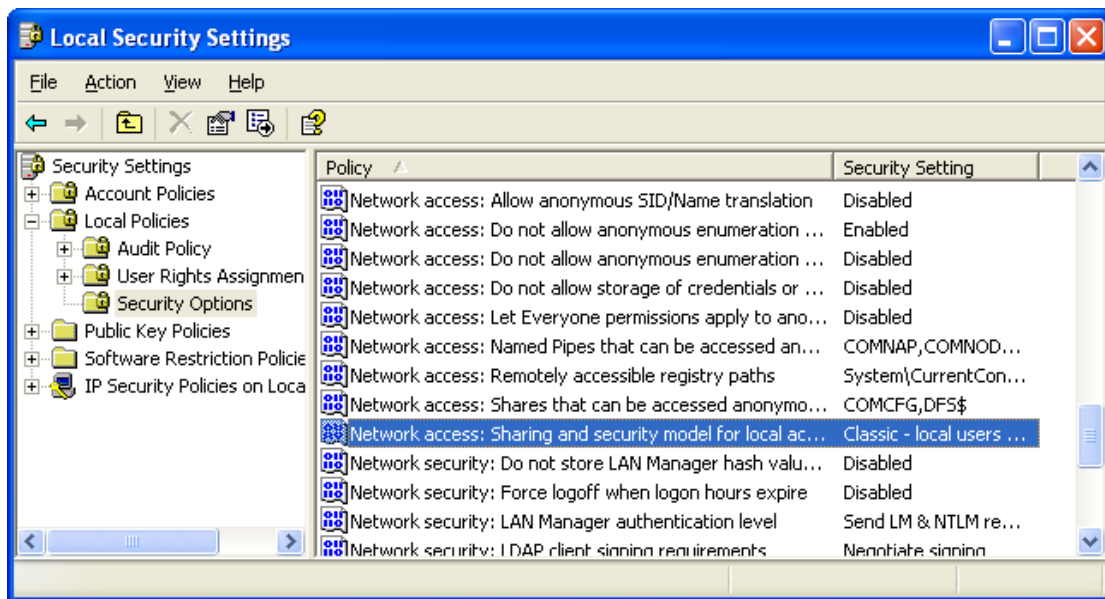 Local Security Settings
File Action View Help
Security Settings
Account Policies
Local Policies
Audit Policy
User Rights Assignmen
Security Options
Public Key Policies
Software Restriction Policie
IP Security Policies on Loca
Policy Security Setting
Network access: Allow anonymous SID/Name translation Disabled
Network access: Do not allow anonymous enumeration ... Enabled
Network access: Do not allow anonymous enumeration ... Disabled
Network access: Do not allow storage of credentials or ... Disabled
Network access: Let Everyone permissions apply to ano... Disabled
Network access: Named Pipes that can be accessed an... COMNAP,COMNOD...
Network access: Remotely accessible registry paths System\CurrentCon...
Network access: Shares that can be accessed anonymo... COMCFG,DFS$
Network access: Sharing and security model for local ac... Classic - local users ...
Network security: Do not store LAN Manager hash valu... Disabled
Network security: Force logoff when logon hours expire Disabled
Network security: LAN Manager authentication level Send LM & NTLM re...
Network security: LDAP client signing requirements Negotiate signing